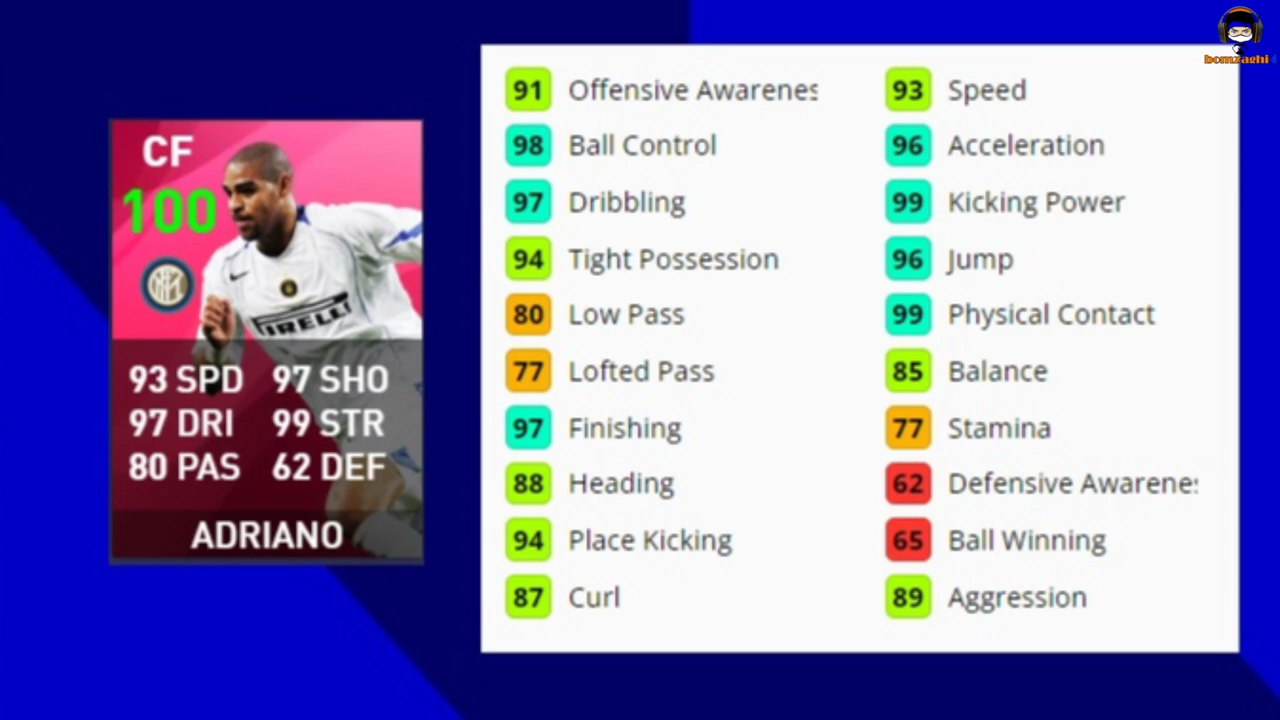 bomzaghi
CF
100
PIRELLI
93 SPD 97 SHO
97 DRI 99 STR
80 PAS 62 DEF
ADRIANO
91 Offensive Awarenes
98 Ball Control
97 Dribbling
94 Tight Possession
80 Low Pass
77 Lofted Pass
97 Finishing
88 Heading
94 Place Kicking
87 Curl
93 Speed
96 Acceleration
99 Kicking Power
96 Jump
99 Physical Contact
85 Balance
77 Stamina
62 Defensive Awarenes
65 Ball Winning
89 Aggression